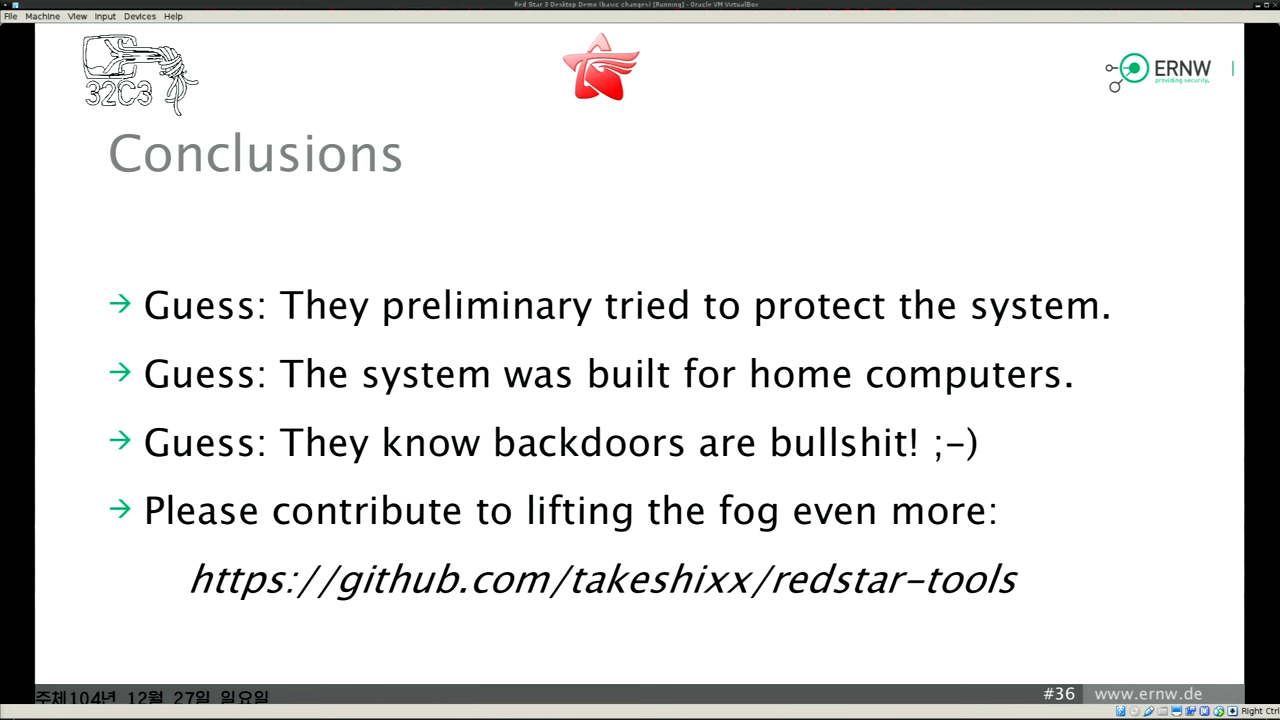 Red Star 3 Desktop Demo (basic changes) [Running] - Oracle VM VirtualBox
File Machine View Input Devices Help
32C3
ERNW
providing security.
Conclusions
→ Guess: They preliminary tried to protect the system.
→ Guess: The system was built for home computers.
→ Guess: They know backdoors are bullshit! ;-)
→ Please contribute to lifting the fog even more:
https://github.com/takeshixx/redstar-tools
주체104년 12월 27일 일요일
#36 www.ernw.de
Right Ctrl